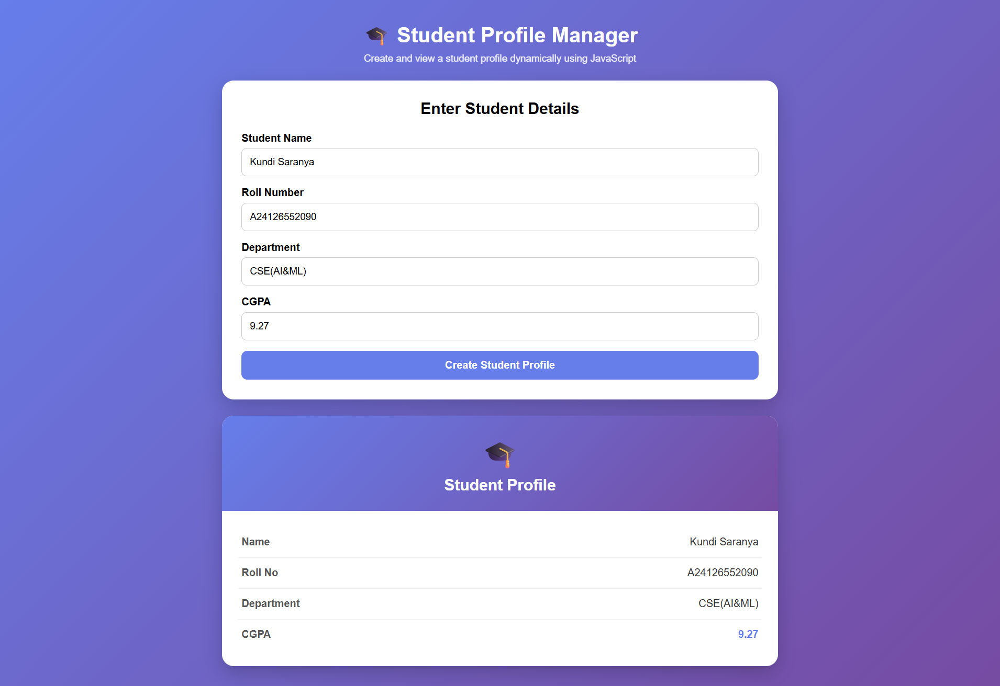 🎓 Student Profile Manager
Create and view a student profile dynamically using JavaScript
Enter Student Details
Student Name
Kundi Saranya
Roll Number
A24126552090
Department
CSE(AI&ML)
CGPA
9.27
Create Student Profile
🎓
Student Profile
Name Kundi Saranya
Roll No A24126552090
Department CSE(AI&ML)
CGPA 9.27